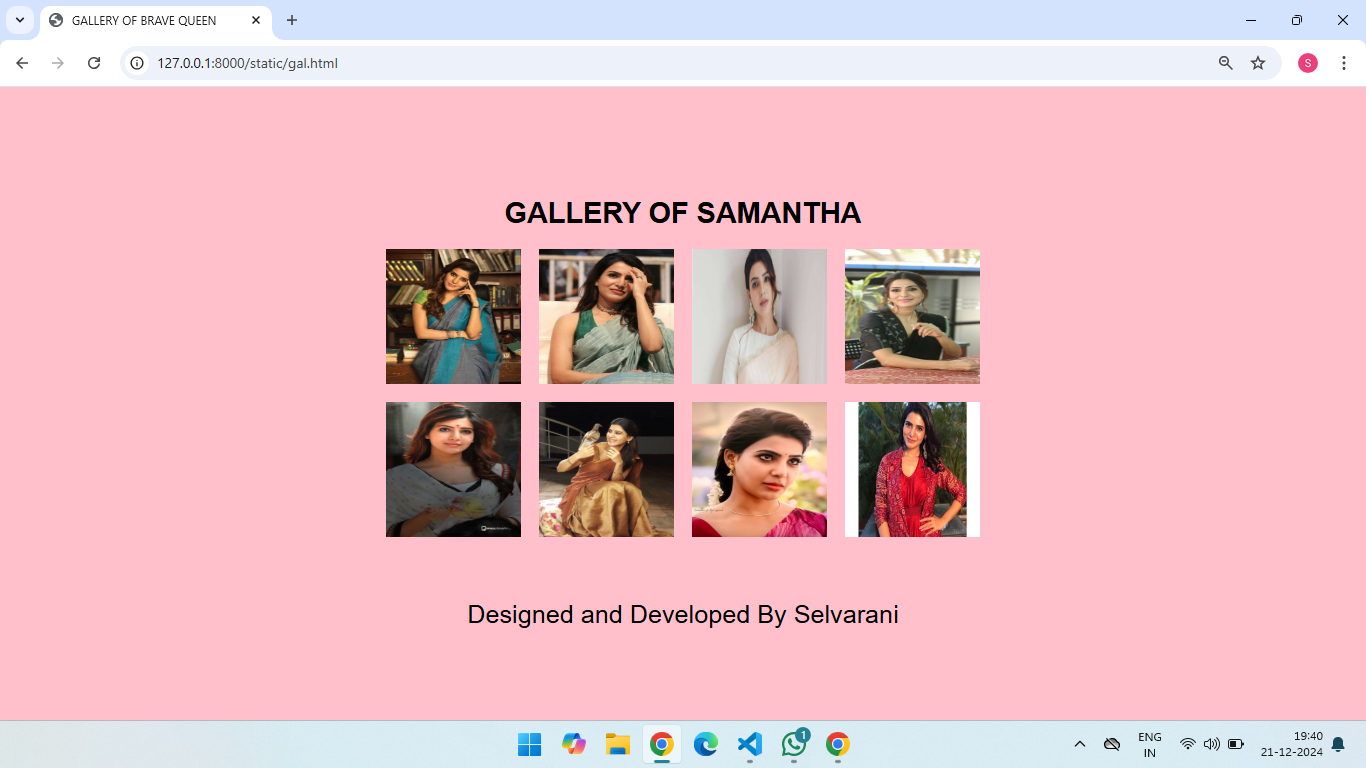 GALLERY OF BRAVE QUEEN
127.0.0.1:8000/static/gal.html
S
GALLERY OF SAMANTHA
Designed and Developed By Selvarani
1
ENG
IN
19:40
21-12-2024